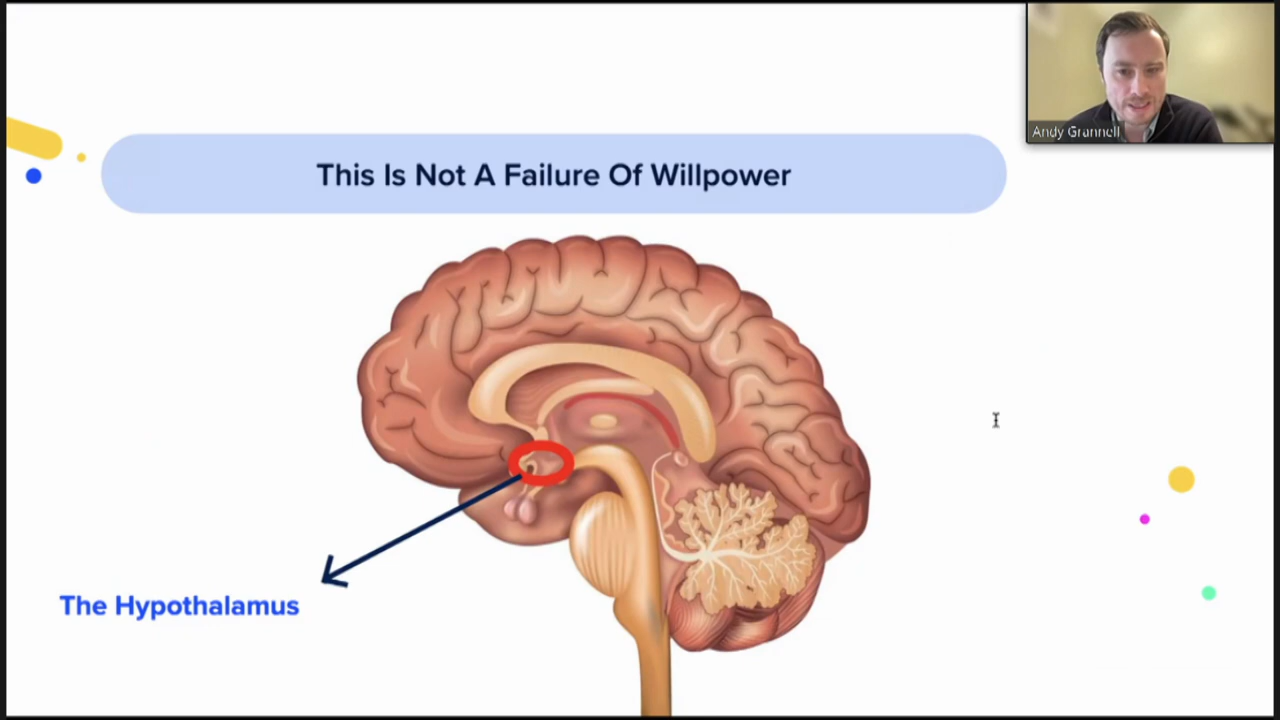 This Is Not A Failure Of Willpower
Andy Grannell
The Hypothalamus